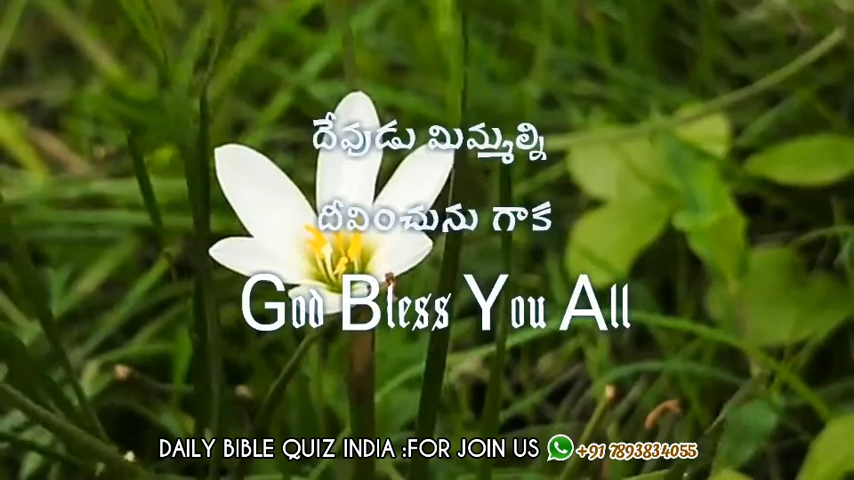 దేవుడు మిమ్మల్ని
దీవించును గాక
God Bless You All
DAILY BIBLE QUIZ INDIA :FOR JOIN US +91 7893834055